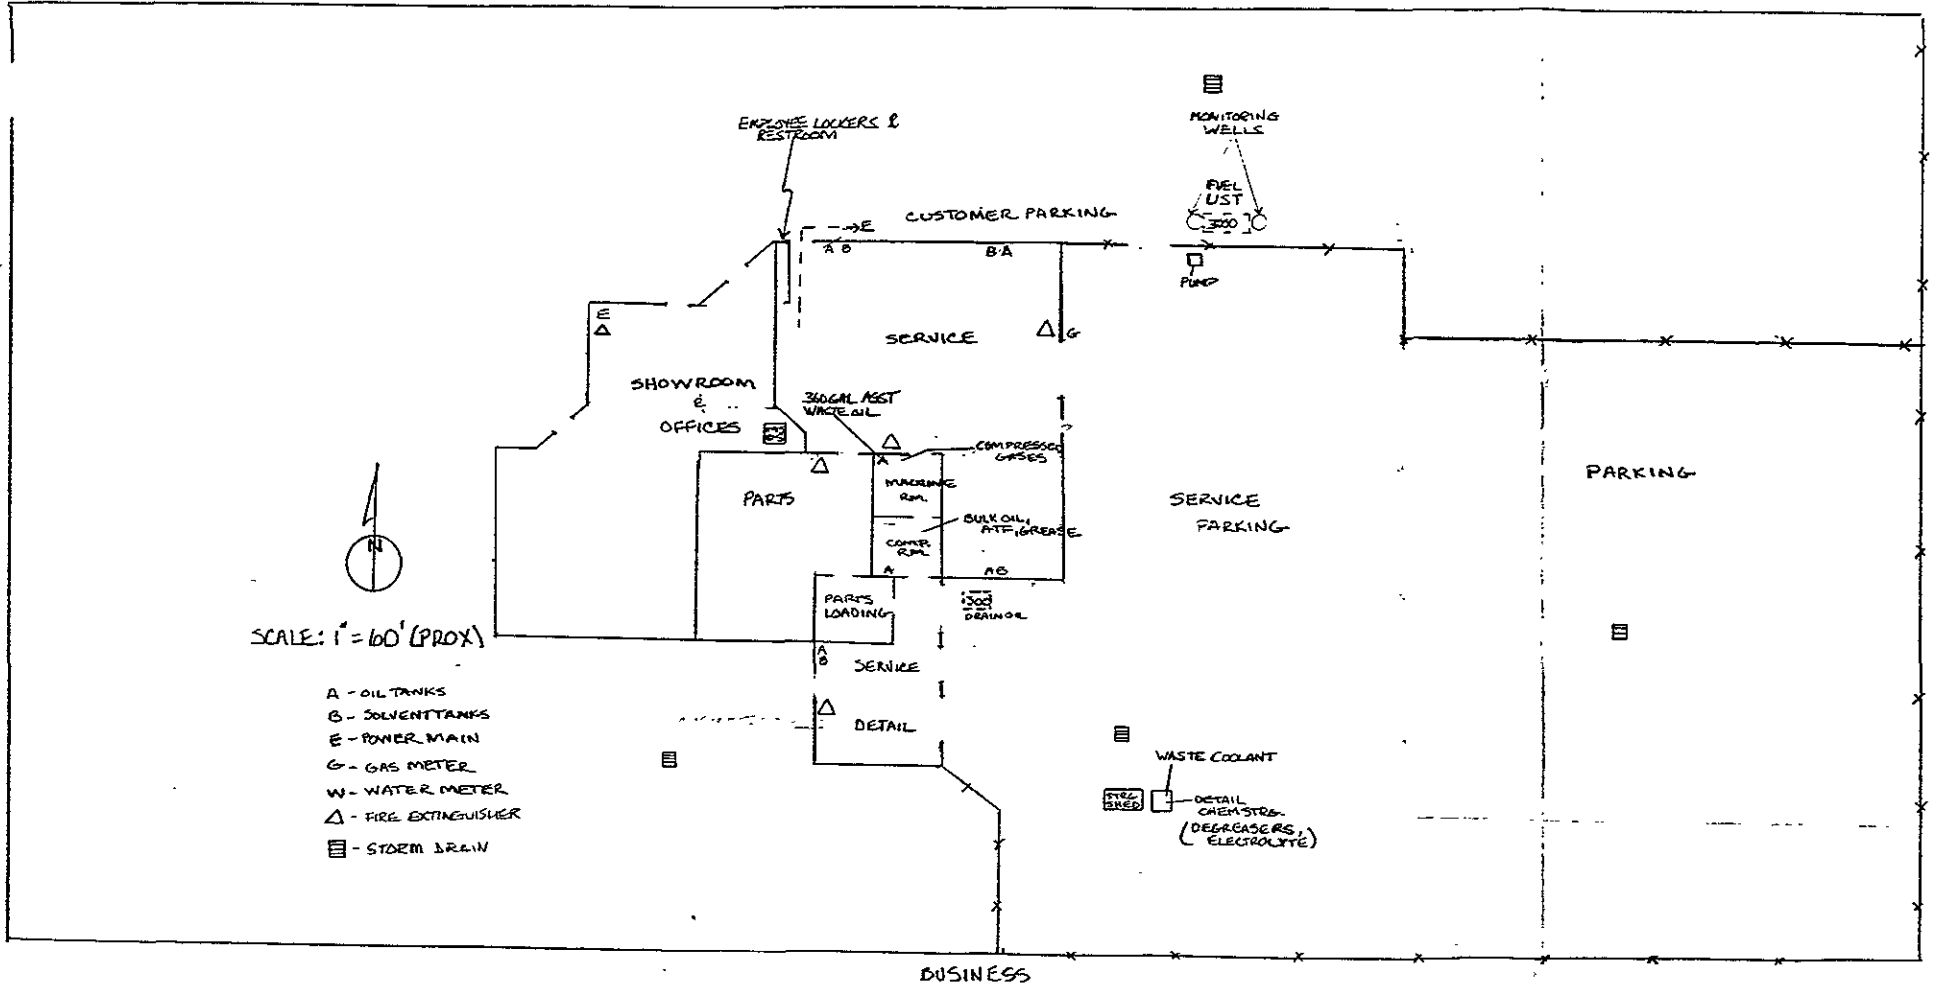 EMPLOYEE LOCKERS &
RESTROOM
MONITORING
WELLS
FUEL
UST
CUSTOMER PARKING
E
A B
B·A
PUMP
E
SERVICE
G
SHOWROOM
&
OFFICES
360 GAL ASST
WASTE OIL
COMPRESSED
GASES
A
PARTS
MACHINE
RM.
BULK OIL,
ATF, GREASE
COMP.
RM.
SERVICE
PARKING
PARKING
N
A
AB
300
DRAIN OIL
PARTS
LOADING
SCALE: 1" = 60' (PROX)
A
B
SERVICE
DETAIL
A - OIL TANKS
B - SOLVENT TANKS
E - POWER MAIN
G - GAS METER
W - WATER METER
- FIRE EXTINGUISHER
- STORM DRAIN
WASTE COOLANT
STRG
SHED
DETAIL
CHEM STRG.
(DEGREASERS,
ELECTROLYTE)
BUSINESS